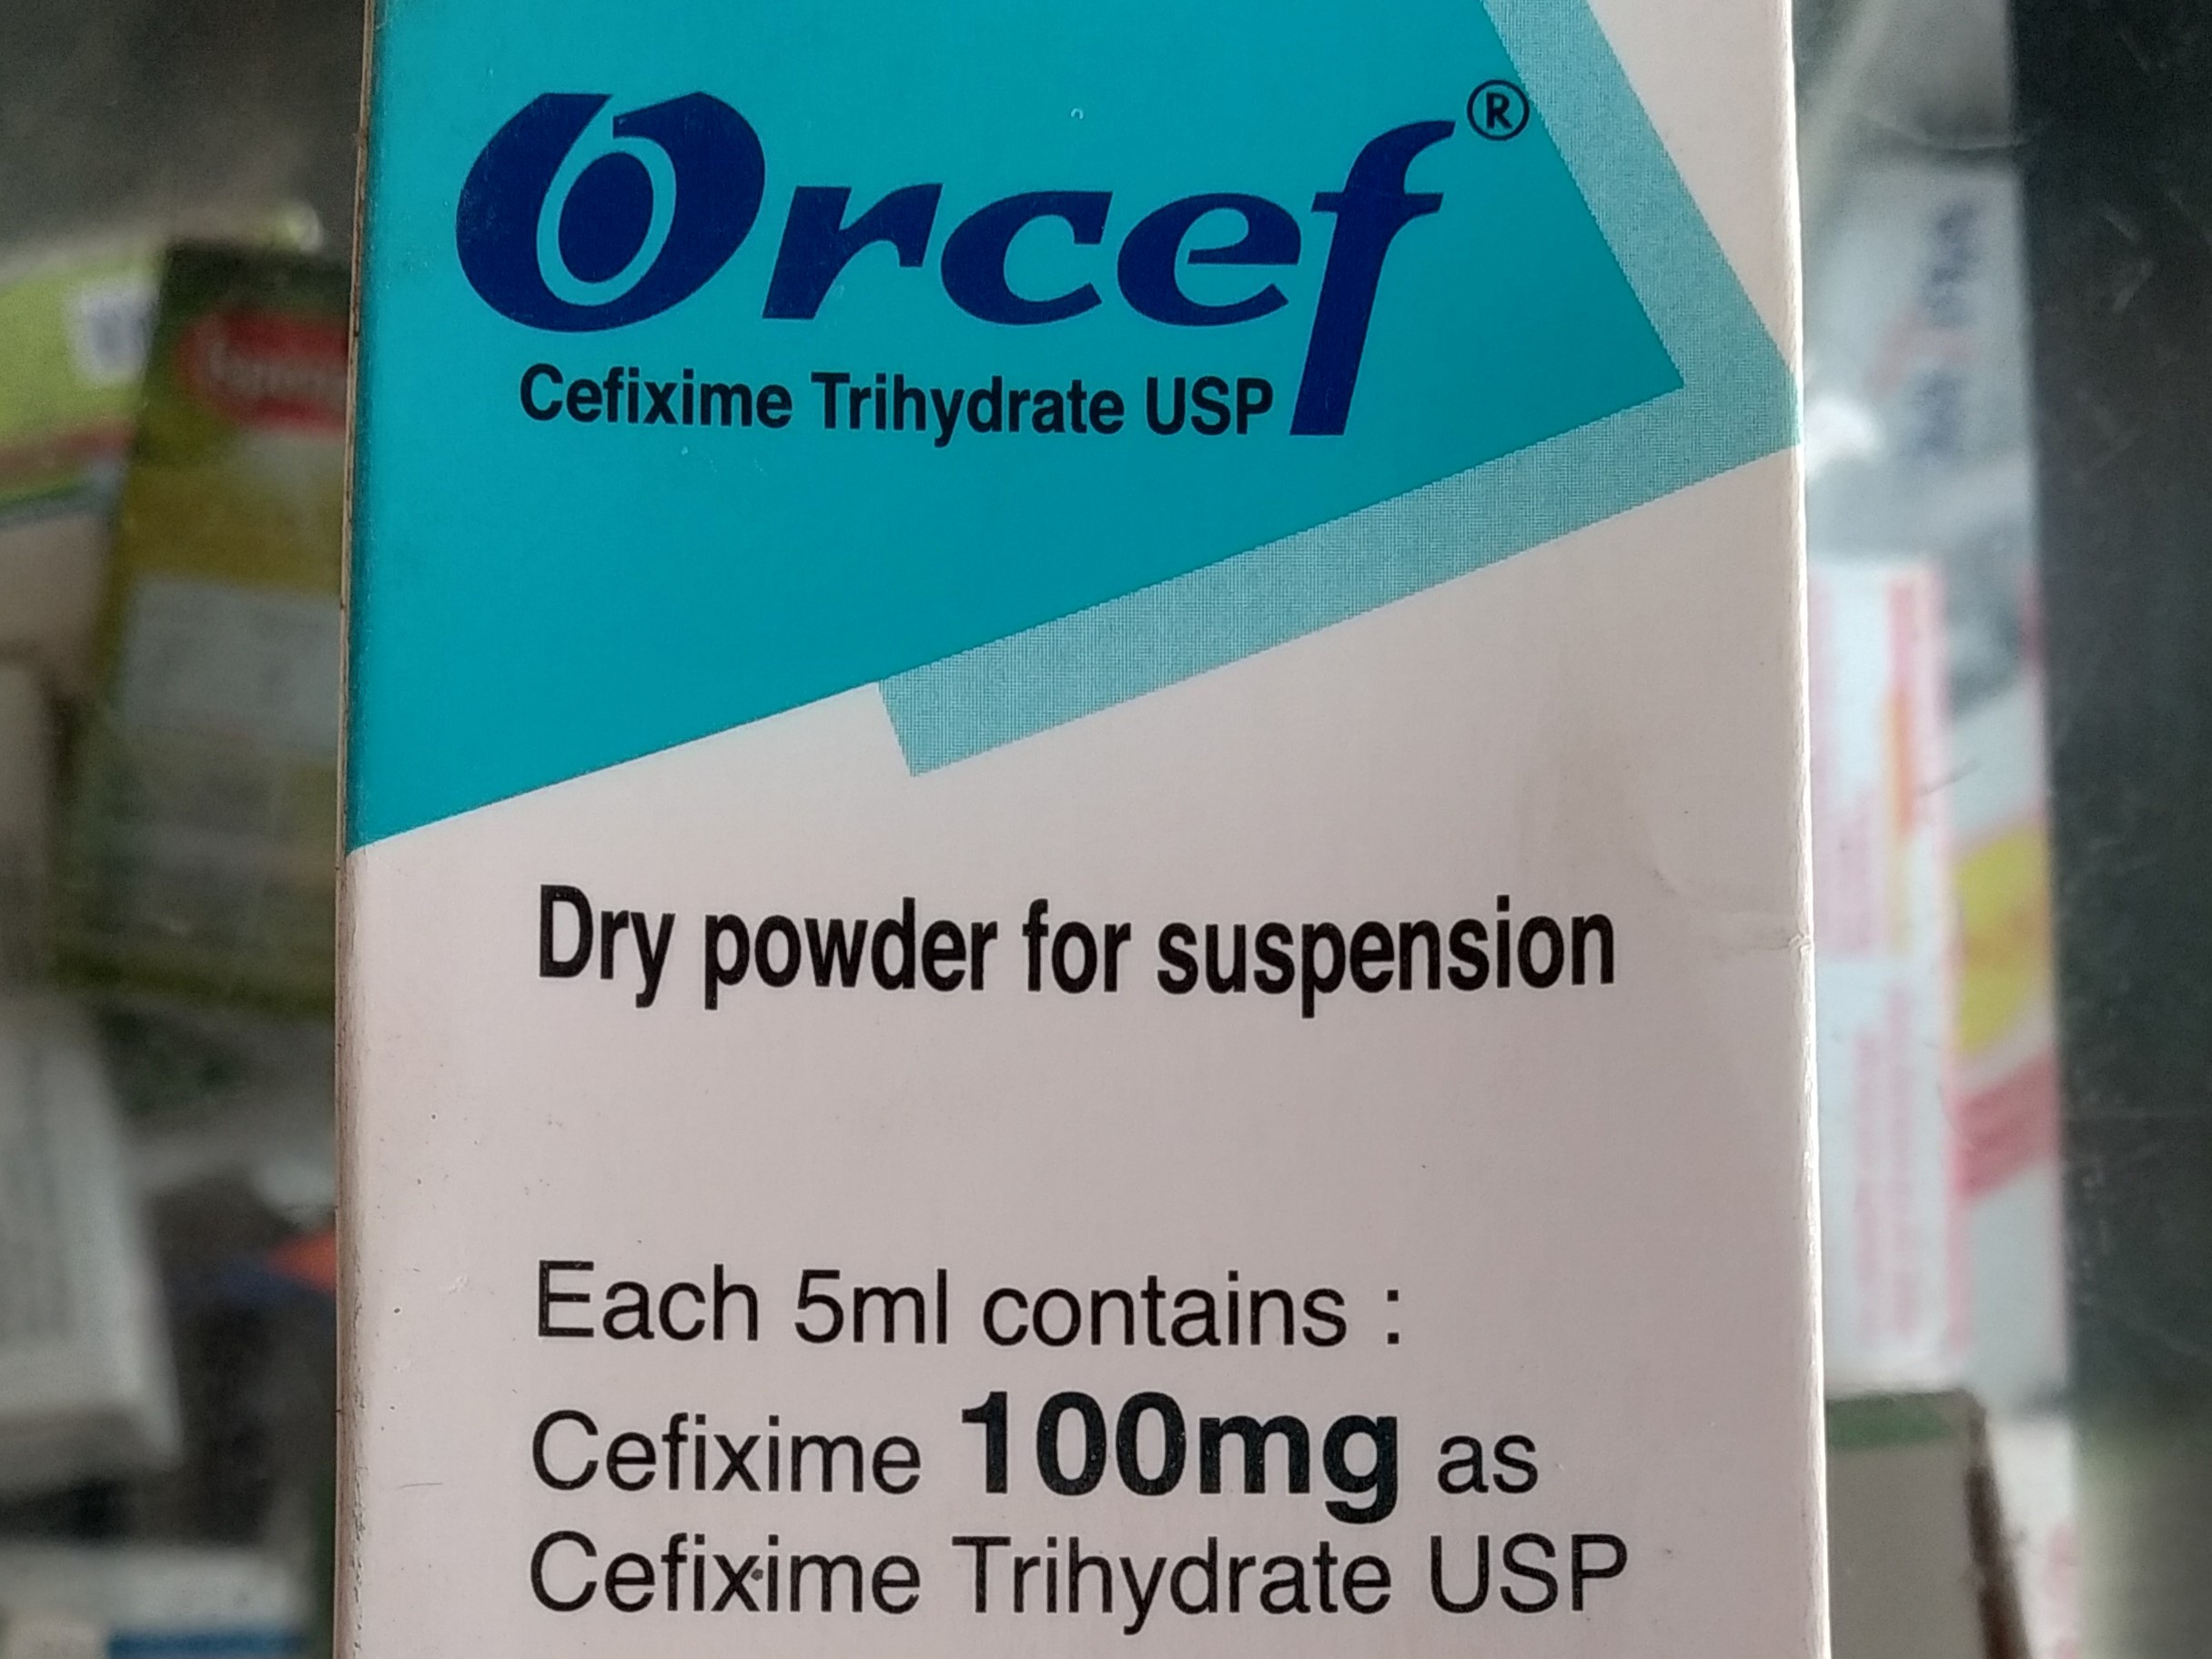 Orcef®
Cefixime Trihydrate USP
Dry powder for suspension
Each 5ml contains :
Cefixime 100mg as
Cefixime Trihydrate USP